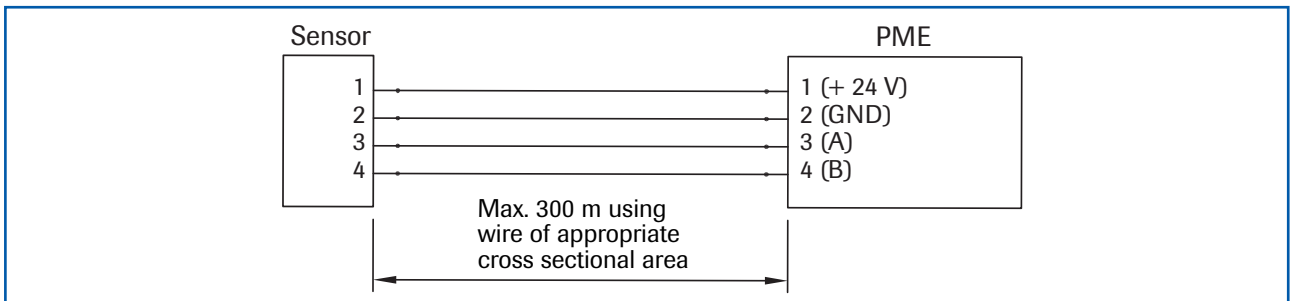 Sensor
PME
1
2
3
4
1 (+ 24 V)
2 (GND)
3 (A)
4 (B)
Max. 300 m using
wire of appropriate
cross sectional area